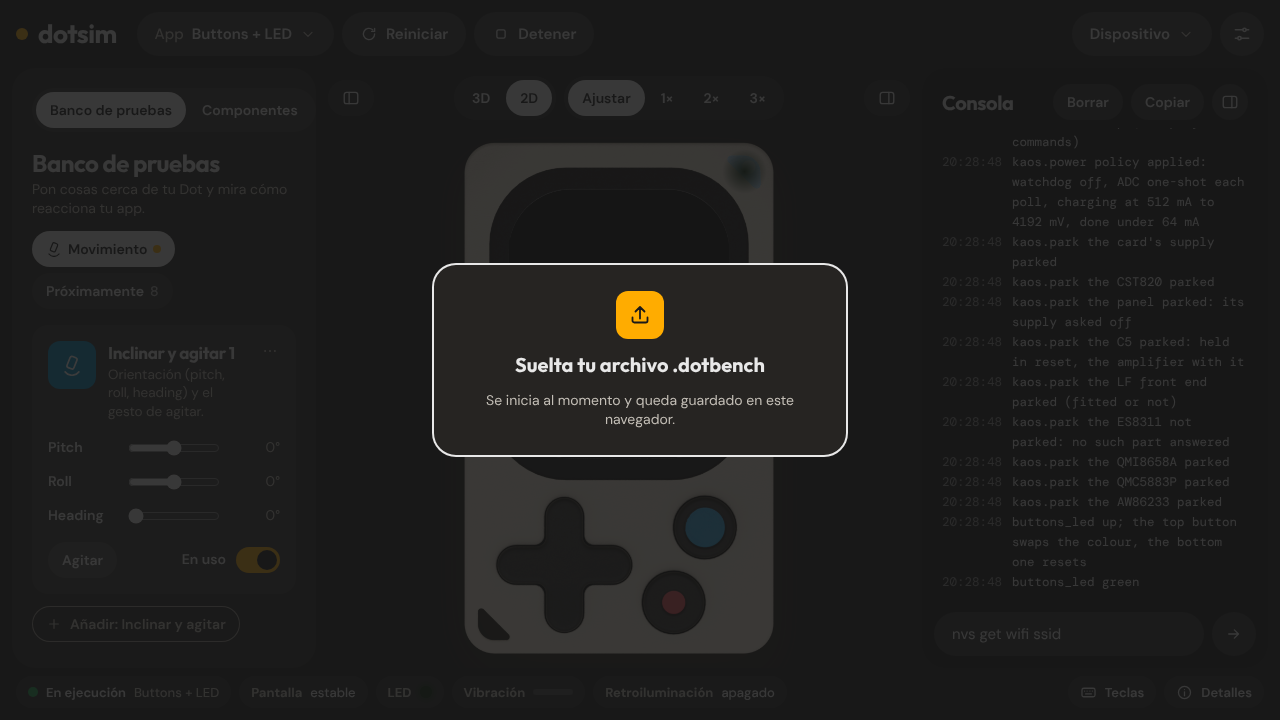 dotsim
App Buttons + LED
Reiniciar
Detener
Dispositivo
Banco de pruebas
Componentes
3D
2D
Ajustar
1×
2×
3×
Consola
Borrar
Copiar
Banco de pruebas
Pon cosas cerca de tu Dot y mira cómo
reacciona tu app.
Movimiento
Próximamente 8
Inclinar y agitar 1
Orientación (pitch,
roll, heading) y el
gesto de agitar.
Pitch 0°
Roll 0°
Heading 0°
Agitar
En uso
Añadir: Inclinar y agitar
Suelta tu archivo .dotbench
Se inicia al momento y queda guardado en este
navegador.
commands)
20:28:48 kaos.power policy applied:
watchdog off, ADC one-shot each
poll, charging at 512 mA to
4192 mV, done under 64 mA
20:28:48 kaos.park the card's supply
parked
20:28:48 kaos.park the CST820 parked
20:28:48 kaos.park the panel parked: its
supply asked off
20:28:48 kaos.park the C5 parked: held
in reset, the amplifier with it
20:28:48 kaos.park the LF front end
parked (fitted or not)
20:28:48 kaos.park the ES8311 not
parked: no such part answered
20:28:48 kaos.park the QMI8658A parked
20:28:48 kaos.park the QMC5883P parked
20:28:48 kaos.park the AW86233 parked
20:28:48 buttons_led up; the top button
swaps the colour, the bottom
one resets
20:28:48 buttons_led green
nvs get wifi ssid
En ejecución Buttons + LED
Pantalla estable
LED
Vibración
Retroiluminación apagado
Teclas
Detalles